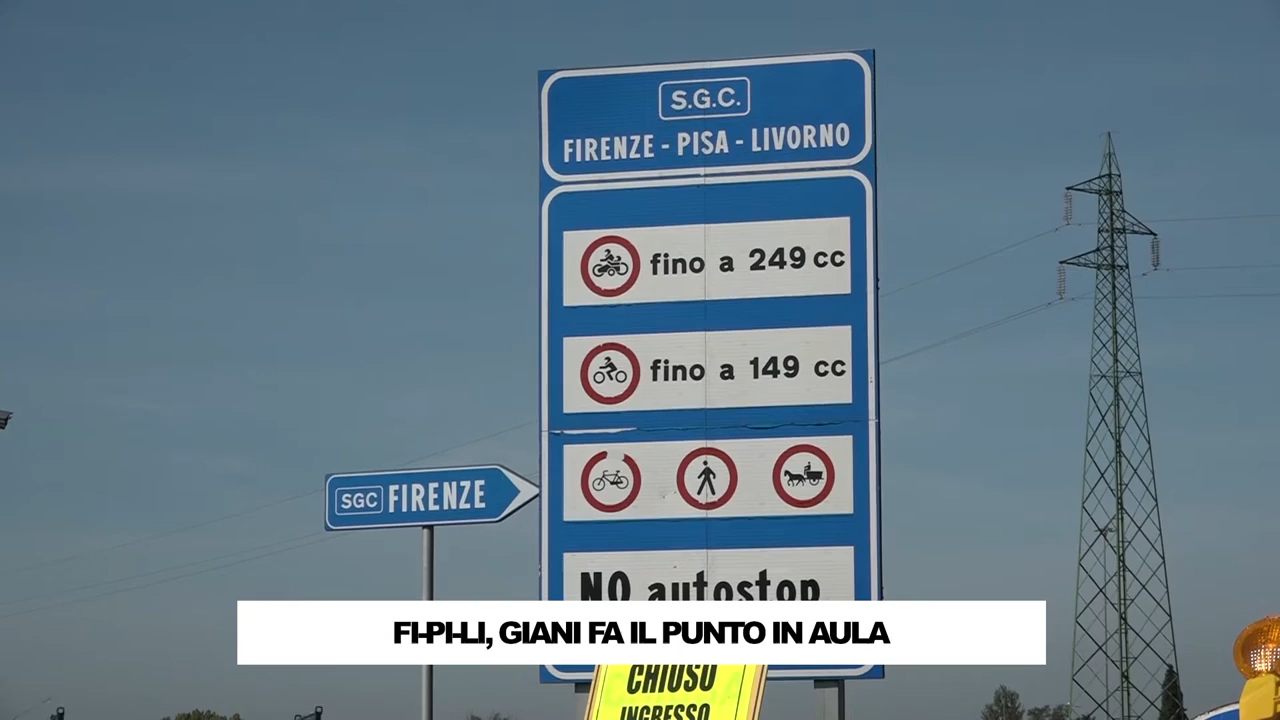 S.G.C.
FIRENZE - PISA - LIVORNO
fino a 249 cc
fino a 149 cc
SGC FIRENZE
NO autostop
FI-PI-LI, GIANI FA IL PUNTO IN AULA
CHIUSO
INGRESSO